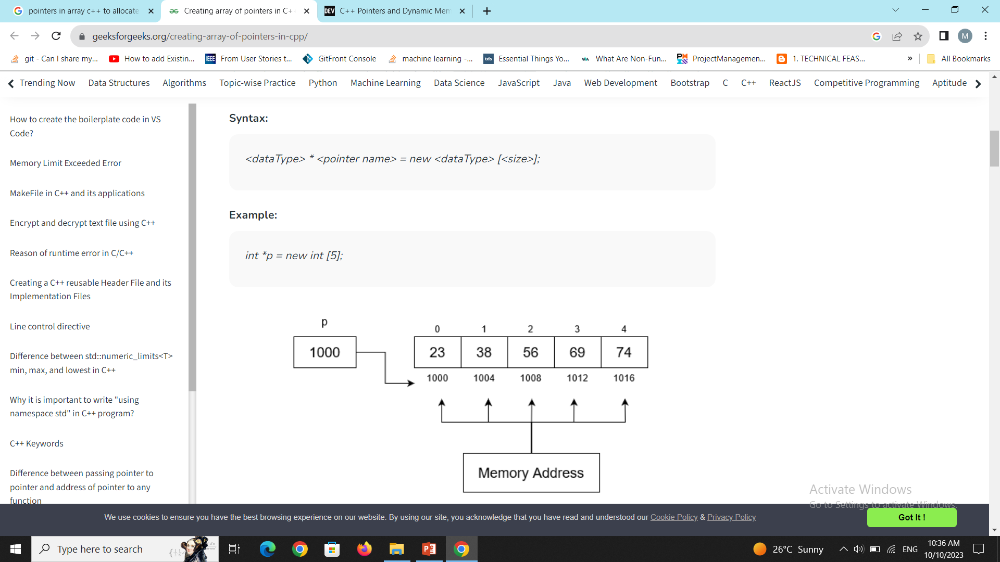 pointers in array c++ to allocate
Creating array of pointers in C+
DEV C++ Pointers and Dynamic Mem
geeksforgeeks.org/creating-array-of-pointers-in-cpp/
M
git - Can I share my...
How to add Existin...
IEEE From User Stories t...
GitFront Console
machine learning -...
tds Essential Things Yo...
What Are Non-Fun...
ProjectManagemen...
1. TECHNICAL FEAS...
»
All Bookmarks
Trending Now Data Structures Algorithms Topic-wise Practice Python Machine Learning Data Science JavaScript Java Web Development Bootstrap C C++ ReactJS Competitive Programming Aptitude
How to create the boilerplate code in VS
Code?
Memory Limit Exceeded Error
MakeFile in C++ and its applications
Encrypt and decrypt text file using C++
Reason of runtime error in C/C++
Creating a C++ reusable Header File and its
Implementation Files
Line control directive
Difference between std::numeric_limits<T>
min, max, and lowest in C++
Why it is important to write "using
namespace std" in C++ program?
C++ Keywords
Difference between passing pointer to
pointer and address of pointer to any
function
Syntax:
<dataType> * <pointer name> = new <dataType> [<size>];
Example:
int *p = new int [5];
p
1000
0 1 2 3 4
23 38 56 69 74
1000 1004 1008 1012 1016
Memory Address
Activate Windows
Go to Settings to activate Windows.
We use cookies to ensure you have the best browsing experience on our website. By using our site, you acknowledge that you have read and understood our Cookie Policy & Privacy Policy
Got It !
Type here to search
26°C Sunny
ENG
10:36 AM
10/10/2023